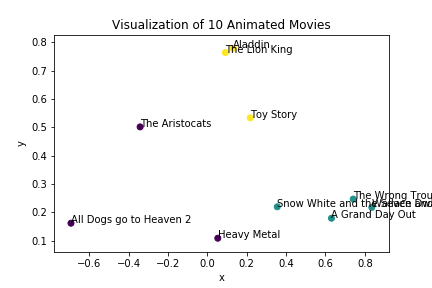 Visualization of 10 Animated Movies
0.8
Aladdin
The Lion King
0.7
0.6
Toy Story
0.5
The Aristocats
y
0.4
0.3
The Wrong Trou
Snow White and the Seven
0.2
A Grand Day Out
All Dogs go to Heaven 2
Heavy Metal
0.1
−0.6 −0.4 −0.2 0.0 0.2 0.4 0.6 0.8
x